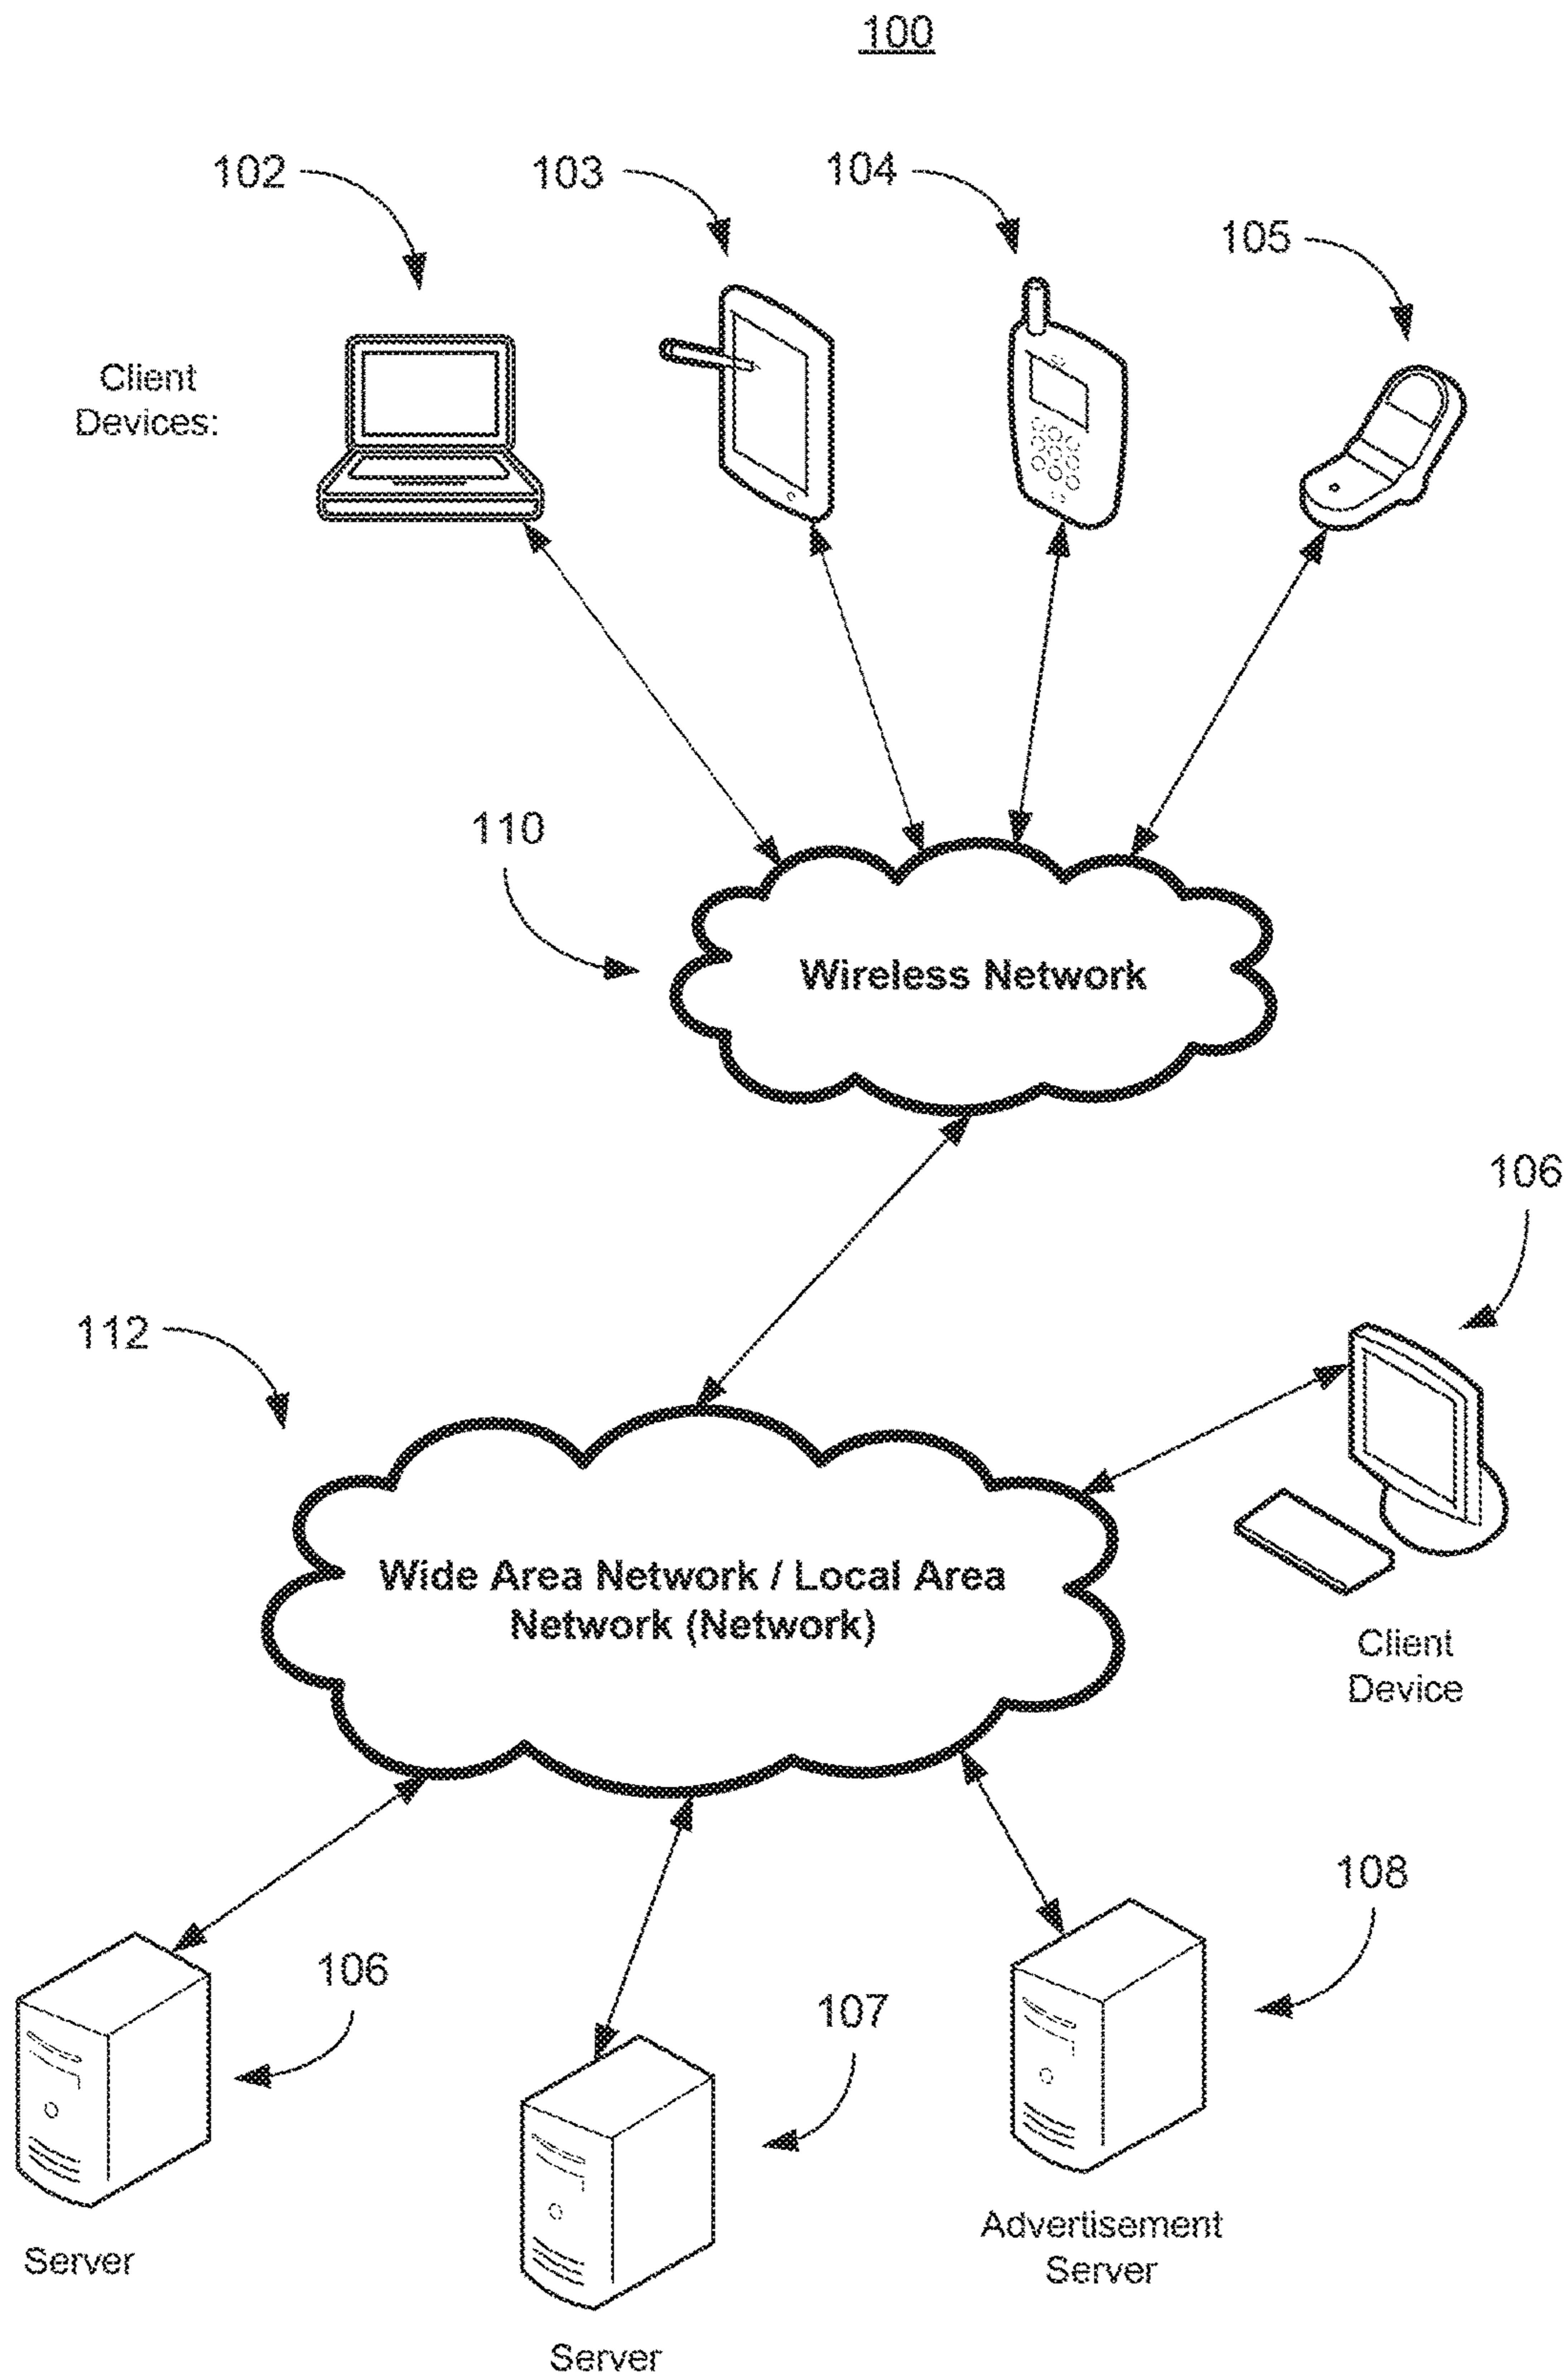 100
102
103
104
105
Client
Devices:
110
Wireless Network
106
112
Wide Area Network / Local Area
Network (Network)
Client
Device
108
106
107
Advertisement
Server
Server
Server